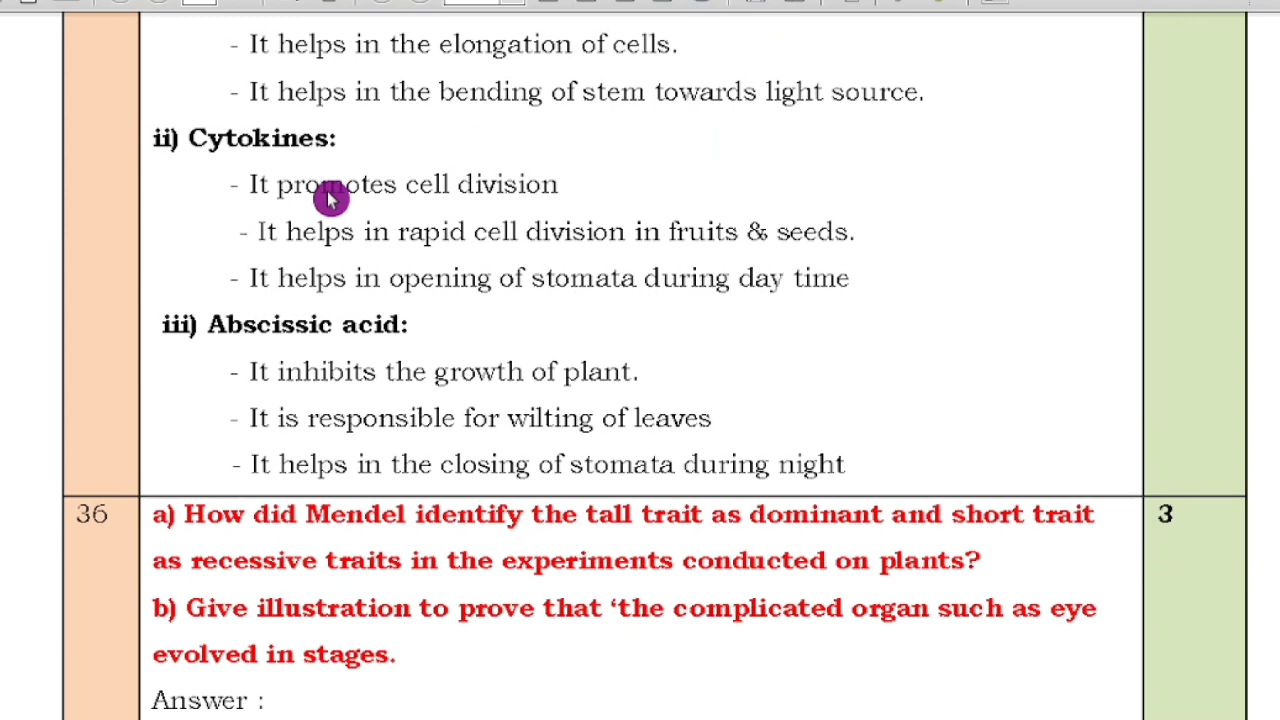 - It helps in the elongation of cells.
- It helps in the bending of stem towards light source.
ii) Cytokines:
- It promotes cell division
- It helps in rapid cell division in fruits & seeds.
- It helps in opening of stomata during day time
iii) Abscissic acid:
- It inhibits the growth of plant.
- It is responsible for wilting of leaves
- It helps in the closing of stomata during night
36
a) How did Mendel identify the tall trait as dominant and short trait
as recessive traits in the experiments conducted on plants?
b) Give illustration to prove that ‘the complicated organ such as eye
evolved in stages.
Answer :
3